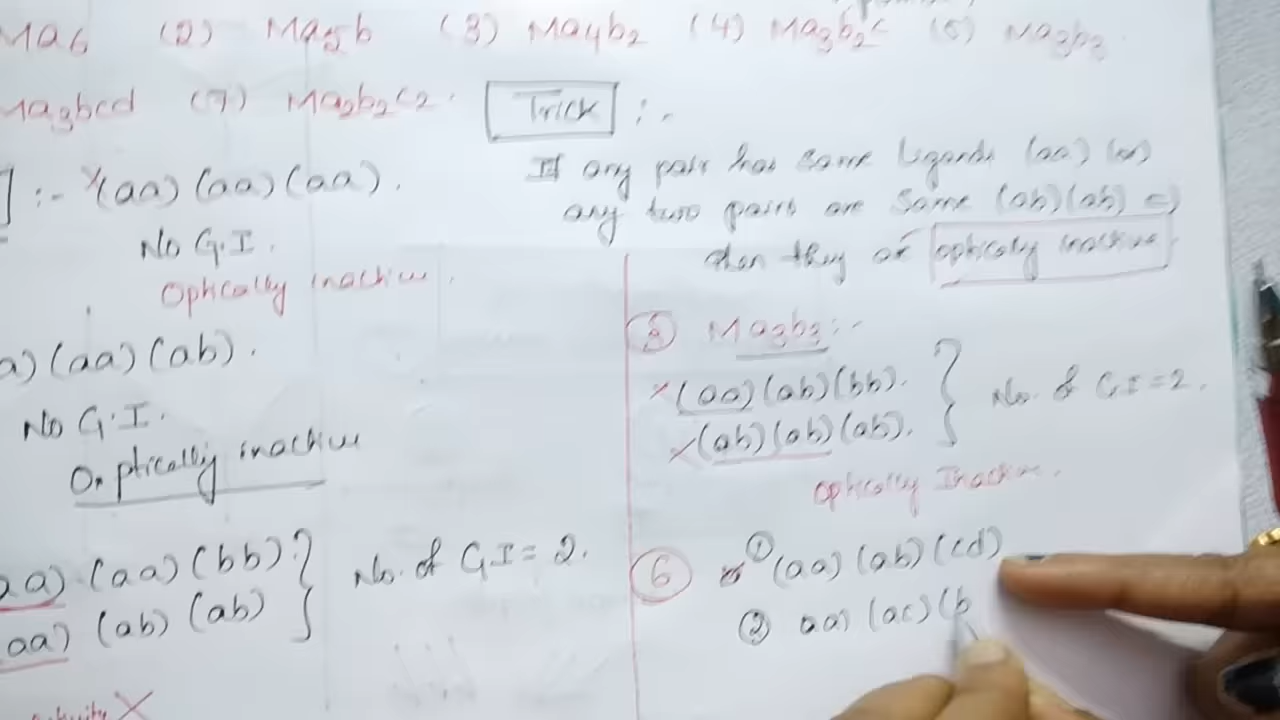 Ma6 (2) Ma5b (3) Ma4b2 (4) Ma3b2c (5) Ma3b3
Ma3bcd (7) Ma2b2c2. Trick :-
] :- (aa) (aa) (aa).
No G.I.
Optically inactive.
a) (aa) (ab).
No G.I.
Optically inactive
aa) (aa) (bb) } No. of G.I = 2.
aa) (ab) (ab)
If any pair has same ligands (aa) (or)
any two pairs are same (ab) (ab) =)
then they are optically inactive.
5 Ma3b3 :-
x (aa) (ab) (bb). } No. of G.I = 2.
x (ab) (ab) (ab).
Optically Inactive.
6 ① (aa) (ab) (cd)
② aa) (ac) (b